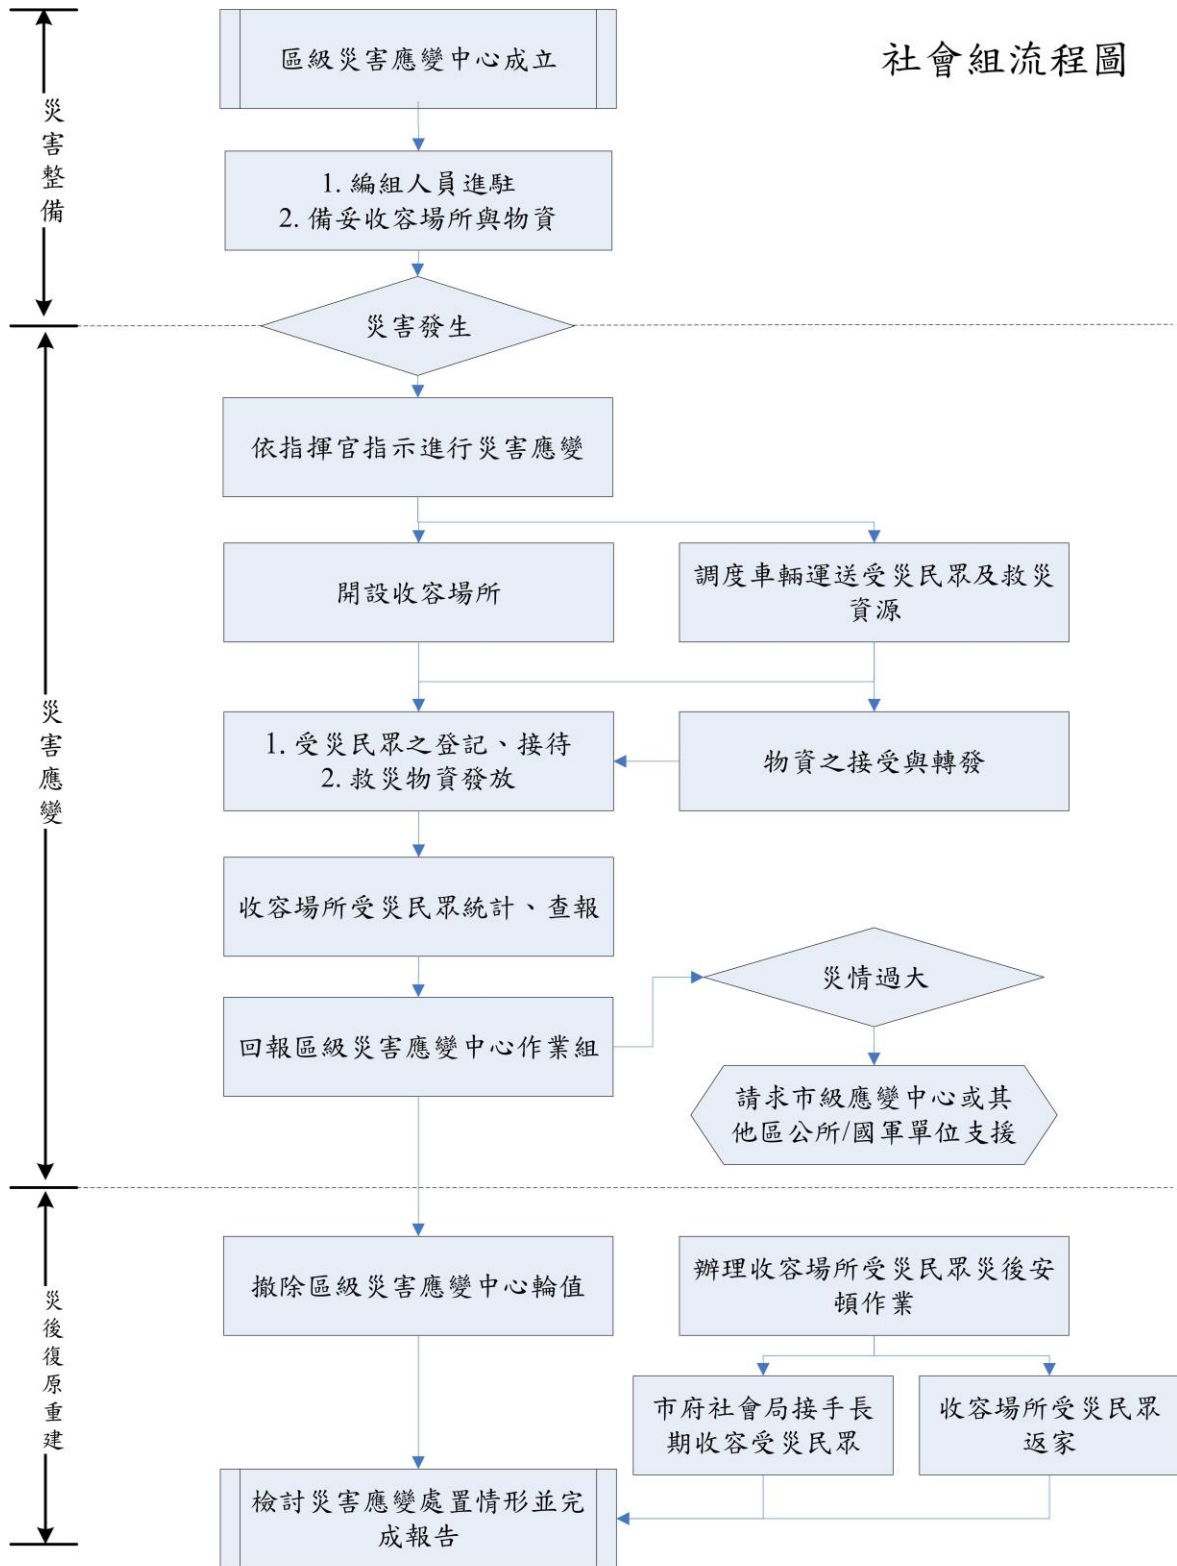 社會組流程圖
災害整備
區級災害應變中心成立
1. 編組人員進駐
2. 備妥收容場所與物資
災害發生
災害應變
依指揮官指示進行災害應變
開設收容場所
調度車輛運送受災民眾及救災
資源
1. 受災民眾之登記、接待
2. 救災物資發放
物資之接受與轉發
收容場所受災民眾統計、查報
回報區級災害應變中心作業組
災情過大
請求市級應變中心或其
他區公所/國軍單位支援
災後復原重建
撤除區級災害應變中心輪值
辦理收容場所受災民眾災後安
頓作業
市府社會局接手長
期收容受災民眾
收容場所受災民眾
返家
檢討災害應變處置情形並完
成報告